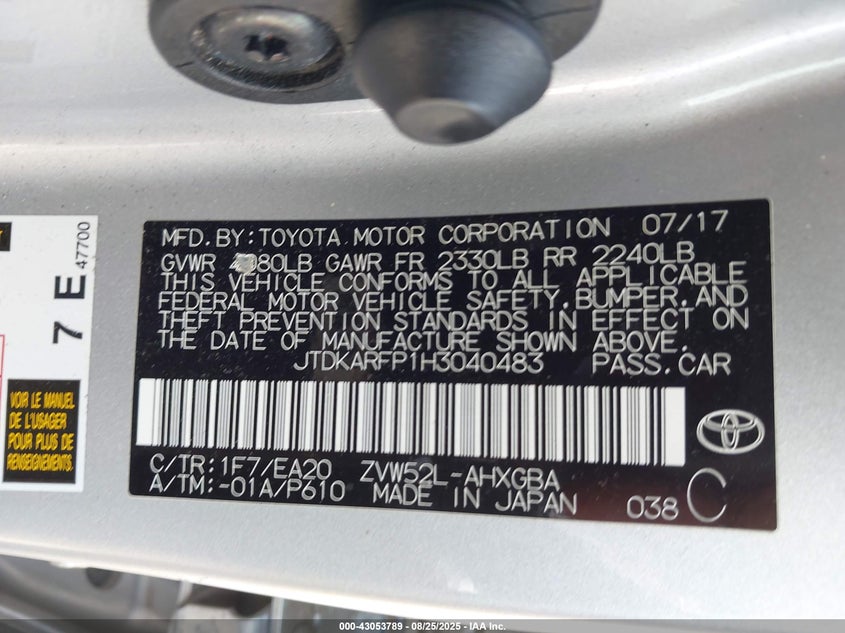 MFD. BY: TOYOTA MOTOR CORPORATION 07/17
GVWR 4080LB GAWR FR 2330LB RR 2240LB
THIS VEHICLE CONFORMS TO ALL APPLICABLE
FEDERAL MOTOR VEHICLE SAFETY, BUMPER, AND
THEFT PREVENTION STANDARDS IN EFFECT ON
THE DATE OF MANUFACTURE SHOWN ABOVE.
JTDKARFP1H3040483 PASS. CAR
C/TR: 1F7/EA20 ZVW52L-AHXGBA
A/TM: -01A/P610 MADE IN JAPAN 038 C
7 E 47700
VOIR LE MANUEL
DE L'USAGER
POUR PLUS DE
RENSEIGNEMENTS
000-43053789 - 08/25/2025 - IAA Inc.